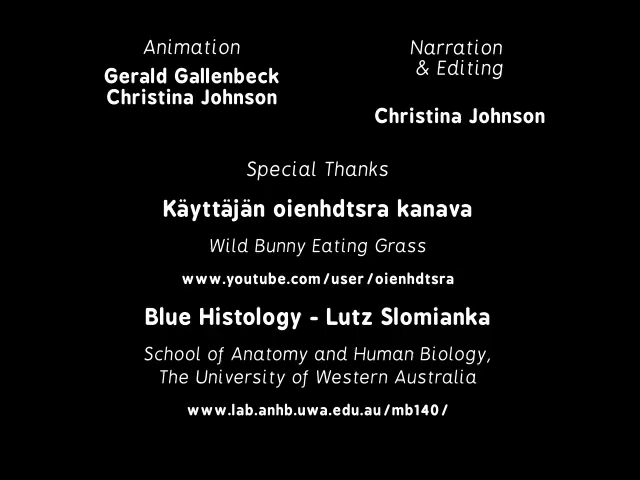 Animation
Gerald Gallenbeck
Christina Johnson
Narration
& Editing
Christina Johnson
Special Thanks
Käyttäjän oienhdtsra kanava
Wild Bunny Eating Grass
www.youtube.com/user/oienhdtsra
Blue Histology - Lutz Slomianka
School of Anatomy and Human Biology,
The University of Western Australia
www.lab.anhb.uwa.edu.au/mb140/